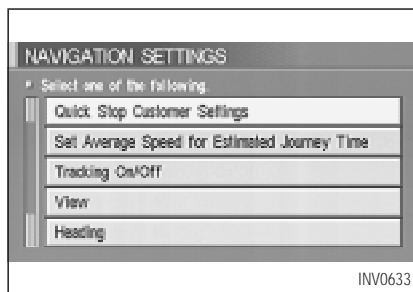 NAVIGATION SETTINGS
Select one of the following.
Quick Stop Customer Settings
Set Average Speed for Estimated Journey Time
Tracking On/Off
View
Heading
INV0633